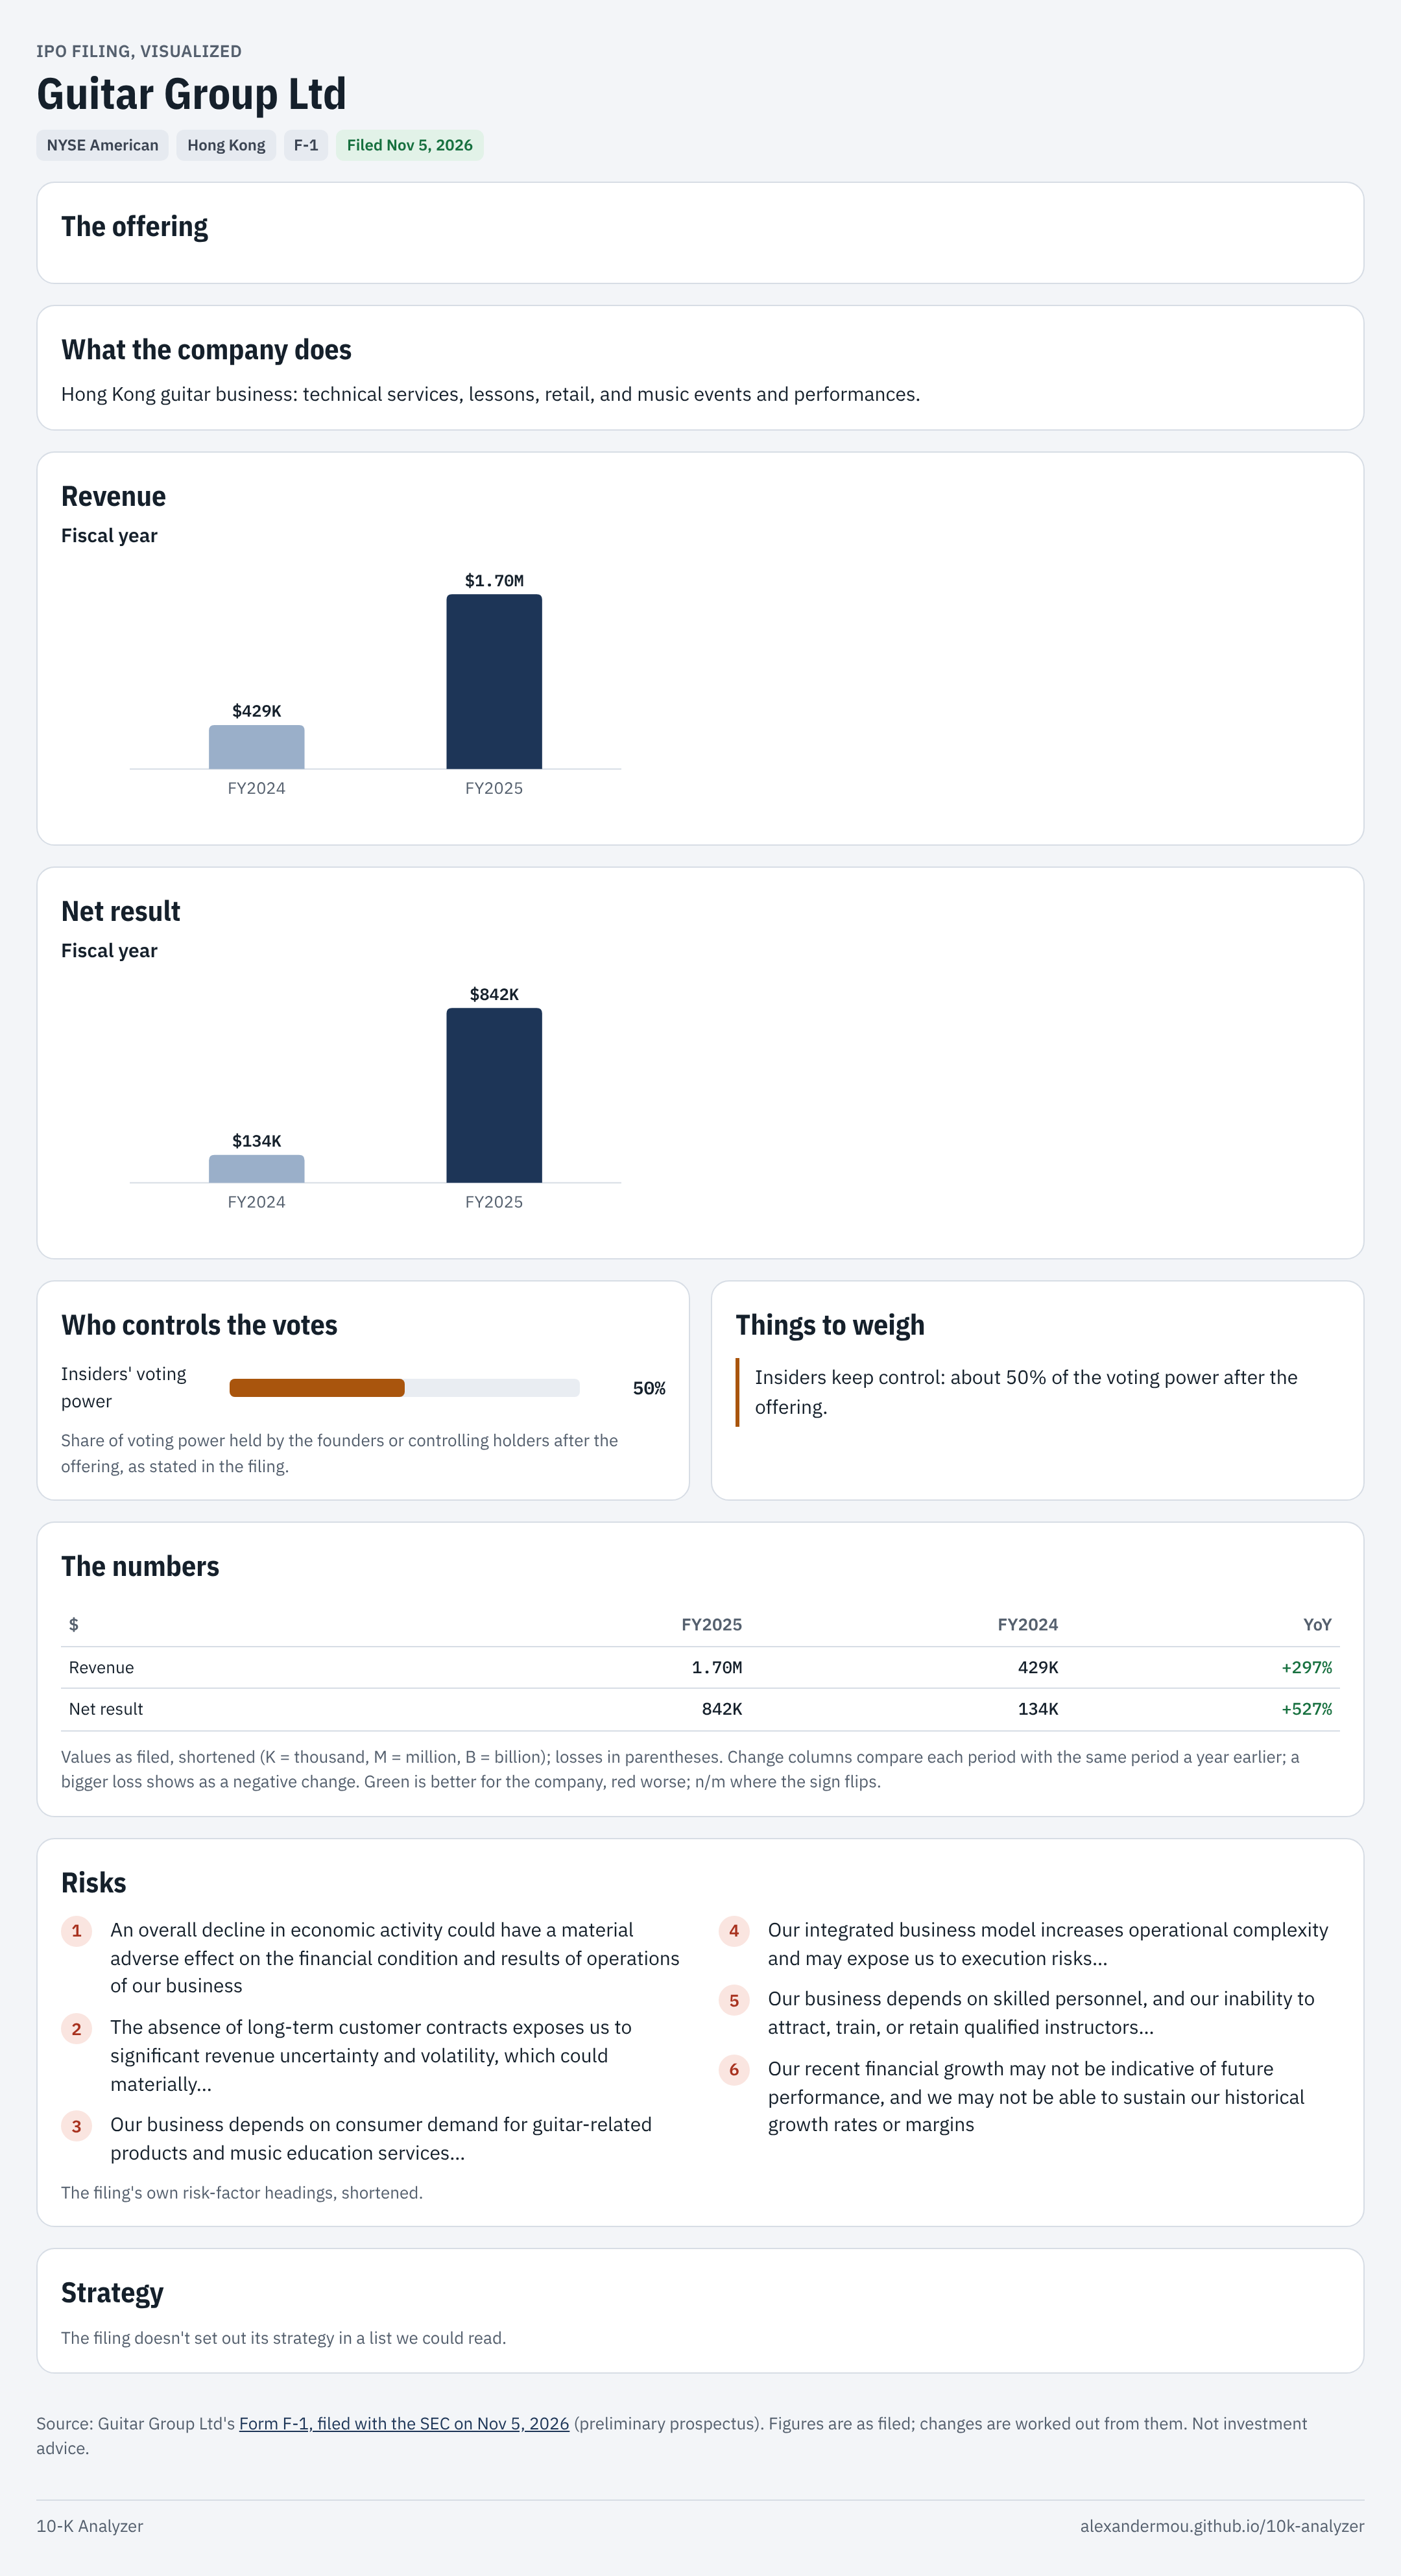 IPO FILING, VISUALIZED
Guitar Group Ltd
NYSE American
Hong Kong
F-1
Filed Nov 5, 2026
The offering
What the company does
Hong Kong guitar business: technical services, lessons, retail, and music events and performances.
Revenue
Fiscal year
$1.70M
$429K
FY2024
FY2025
Net result
Fiscal year
$842K
$134K
FY2024
FY2025
Who controls the votes
Insiders' voting
power
50%
Share of voting power held by the founders or controlling holders after the
offering, as stated in the filing.
Things to weigh
Insiders keep control: about 50% of the voting power after the
offering.
The numbers
$ FY2025 FY2024 YoY
Revenue 1.70M 429K +297%
Net result 842K 134K +527%
Values as filed, shortened (K = thousand, M = million, B = billion); losses in parentheses. Change columns compare each period with the same period a year earlier; a
bigger loss shows as a negative change. Green is better for the company, red worse; n/m where the sign flips.
Risks
1 An overall decline in economic activity could have a material
adverse effect on the financial condition and results of operations
of our business
2 The absence of long-term customer contracts exposes us to
significant revenue uncertainty and volatility, which could
materially…
3 Our business depends on consumer demand for guitar-related
products and music education services…
4 Our integrated business model increases operational complexity
and may expose us to execution risks…
5 Our business depends on skilled personnel, and our inability to
attract, train, or retain qualified instructors…
6 Our recent financial growth may not be indicative of future
performance, and we may not be able to sustain our historical
growth rates or margins
The filing's own risk-factor headings, shortened.
Strategy
The filing doesn't set out its strategy in a list we could read.
Source: Guitar Group Ltd's Form F-1, filed with the SEC on Nov 5, 2026 (preliminary prospectus). Figures are as filed; changes are worked out from them. Not investment
advice.
10-K Analyzer
alexandermou.github.io/10k-analyzer